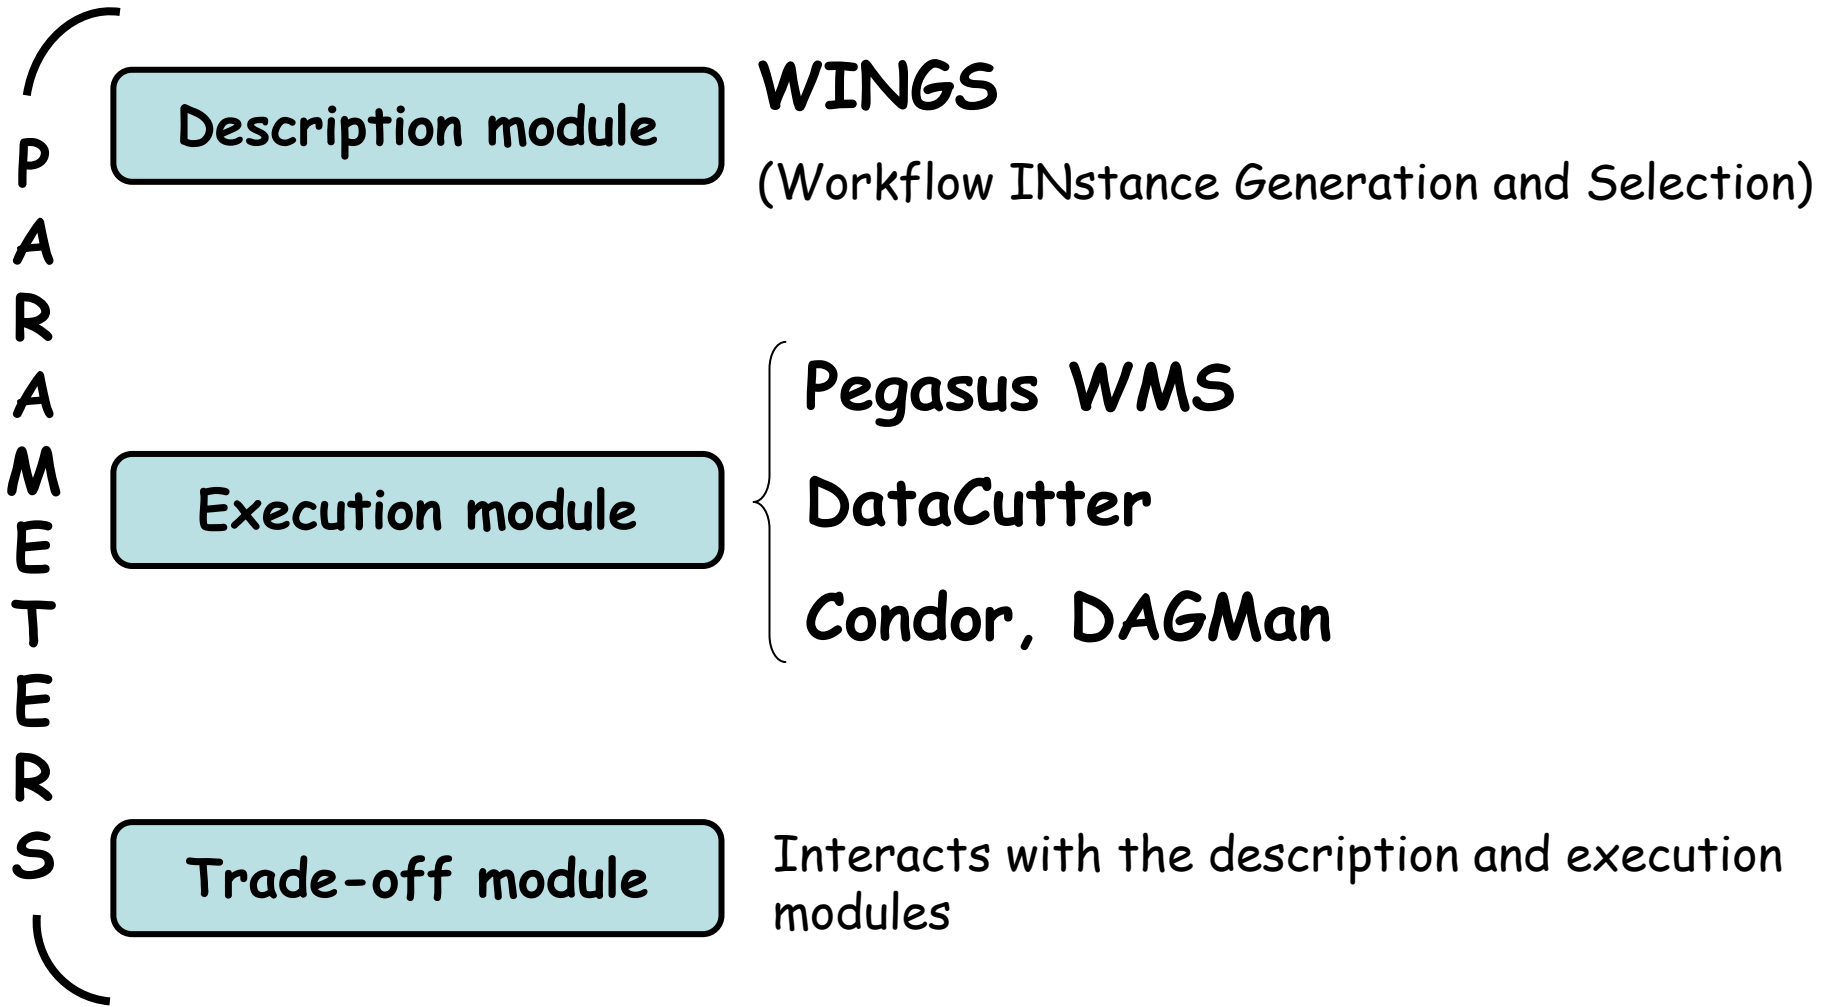 PARAMETERS
Description module
WINGS
(Workflow INstance Generation and Selection)
Execution module
Pegasus WMS
DataCutter
Condor, DAGMan
Trade-off module
Interacts with the description and execution
modules